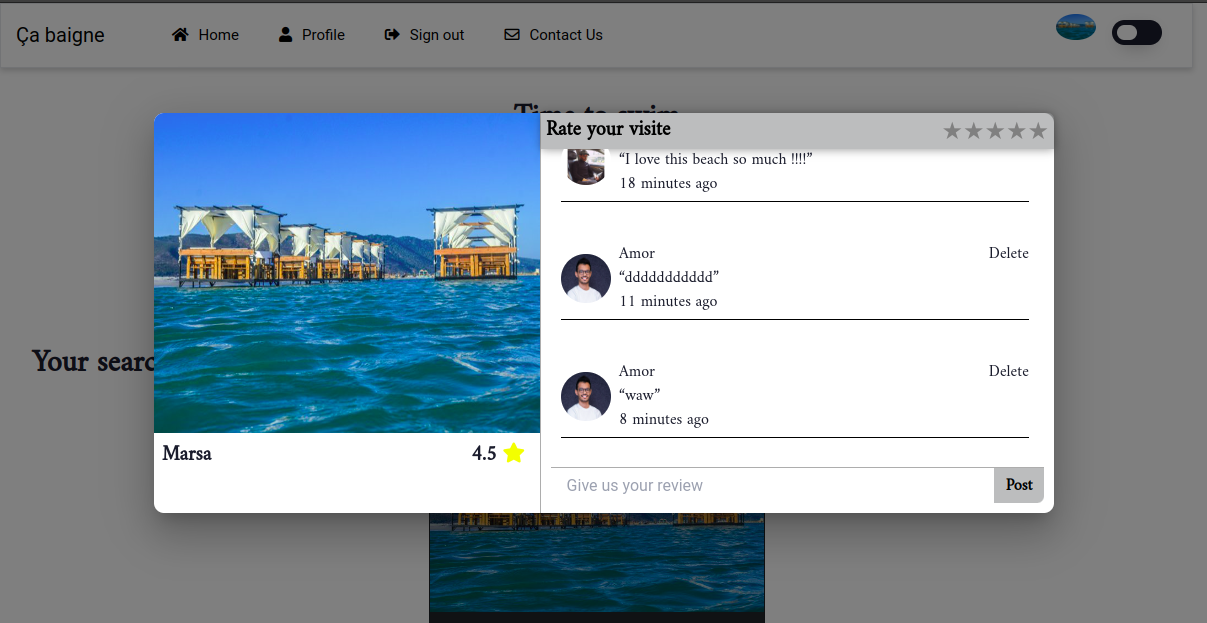 Ça baigne
Home
Profile
Sign out
Contact Us
Time to swim
Rate your visite
“I love this beach so much !!!!”
18 minutes ago
Amor
Delete
“ddddddddddd”
11 minutes ago
Your searc
Amor
Delete
“waw”
8 minutes ago
Marsa
4.5
Give us your review
Post